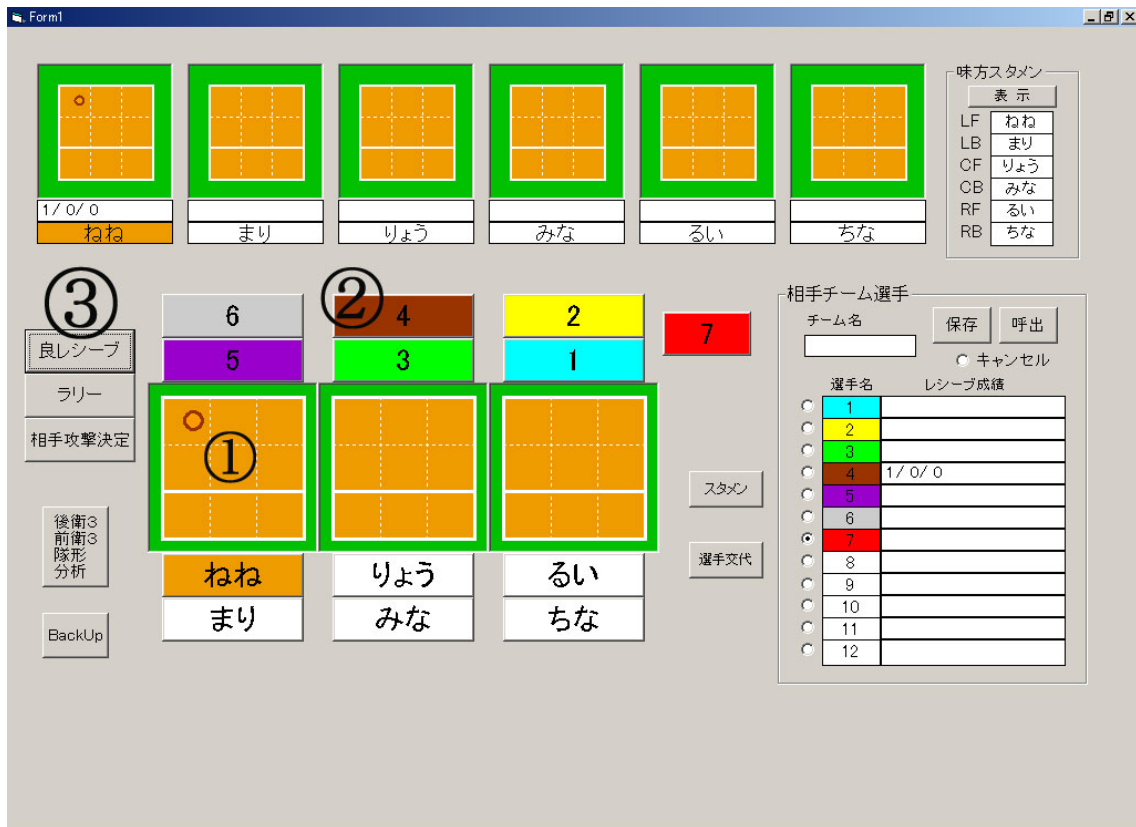 Form1
1/ 0/ 0
ねね
まり
りょう
みな
るい
ちな
味方スタメン
表 示
LF ねね
LB まり
CF りょう
CB みな
RF るい
RB ちな
③
良レシーブ
ラリー
相手攻撃決定
後衛3
前衛3
隊形
分析
BackUp
6
②
4
2
5
3
1
7
①
ねね
りょう
るい
まり
みな
ちな
スタメン
選手交代
相手チーム選手
チーム名
保存
呼出
キャンセル
選手名 レシーブ成績
1
2
3
4 1/ 0/ 0
5
6
7
8
9
10
11
12